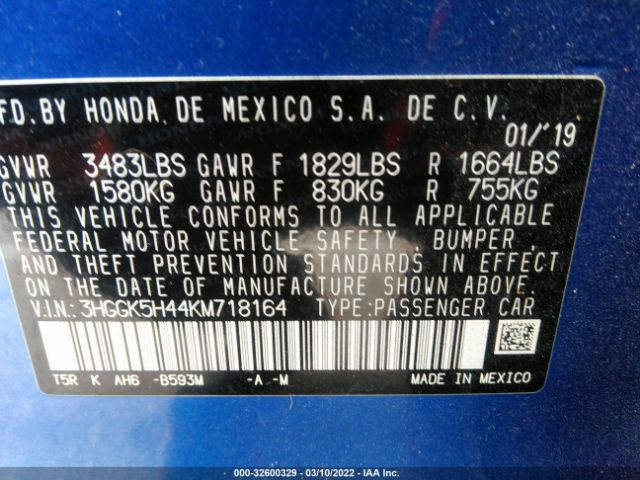 FD. BY HONDA DE MEXICO S.A. DE C.V.
01/19
GVWR 3483LBS GAWR F 1829LBS R 1664LBS
GVWR 1580KG GAWR F 830KG R 755KG
THIS VEHICLE CONFORMS TO ALL APPLICABLE
FEDERAL MOTOR VEHICLE SAFETY, BUMPER,
AND THEFT PREVENTION STANDARDS IN EFFECT
ON THE DATE OF MANUFACTURE SHOWN ABOVE.
V.I.N.: 3HGGK5H44KM718164 TYPE: PASSENGER CAR
T5R K AH6 -B593M -A -M MADE IN MEXICO
000-32600329 - 03/10/2022 - IAA Inc.